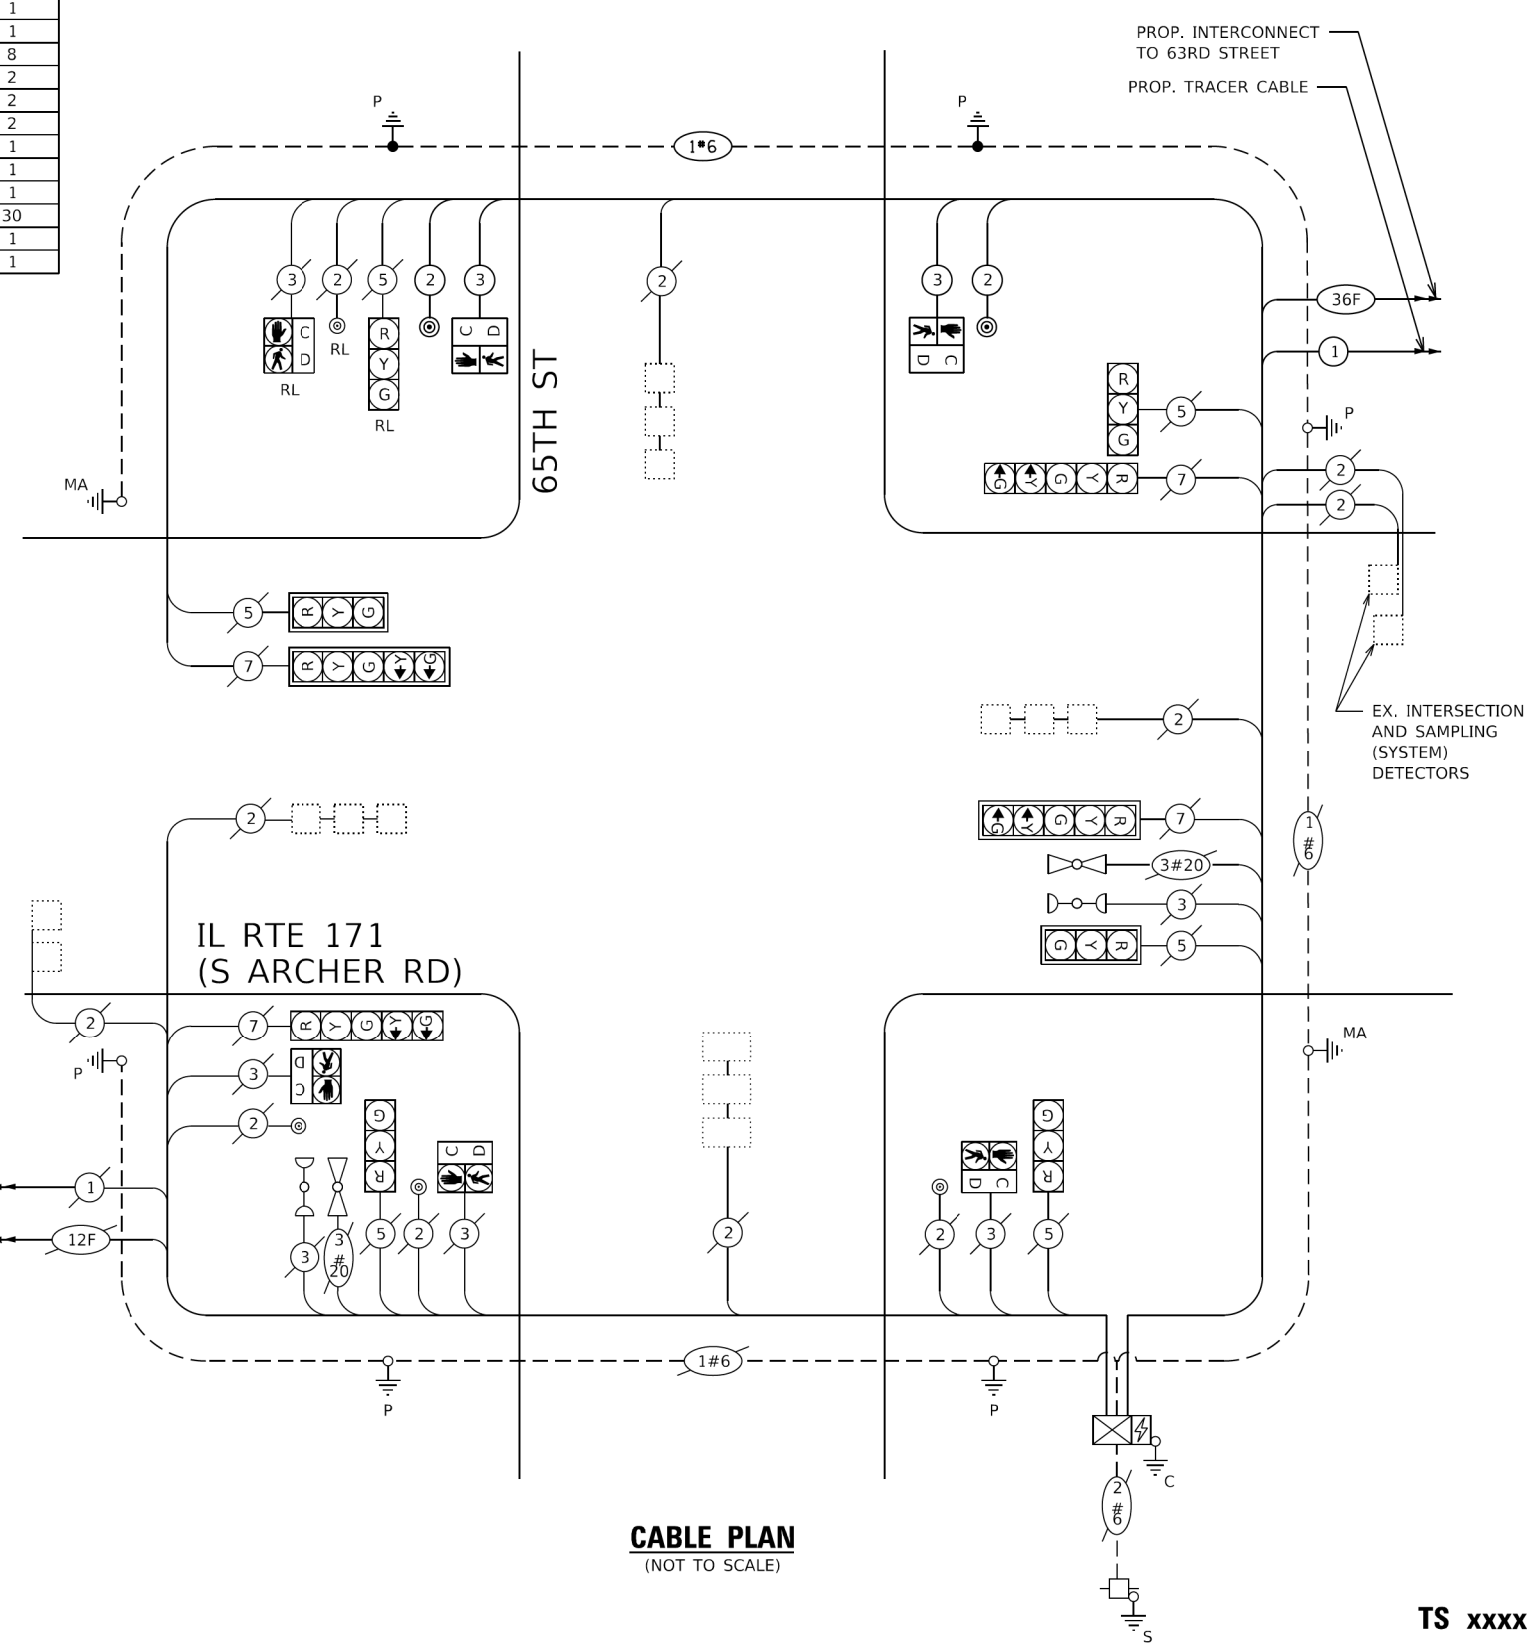 1
1
8
2
2
2
1
1
1
30
1
1
PROP. INTERCONNECT
TO 63RD STREET
PROP. TRACER CABLE
P
P
1#6
3
2
5
2
3
2
3
2
36F
1
C
D
RL
RL
R
Y
G
RL
C D
D C
65TH ST
R
Y
G
5
P
G Y G Y R
7
2
2
MA
5
R Y G
7
R Y G Y G
EX. INTERSECTION
AND SAMPLING
(SYSTEM)
DETECTORS
2
2
G Y G Y R
7
1
#
6
3#20
3
G Y R
5
IL RTE 171
(S ARCHER RD)
2
7
R Y G Y G
P
3
D
C
2
MA
G
Y
R
C D
D C
G
Y
R
1
12F
3
3
#
20
5
2
3
2
2
3
5
1#6
P
P
C
2
#
6
S
CABLE PLAN
(NOT TO SCALE)
TS xxxx